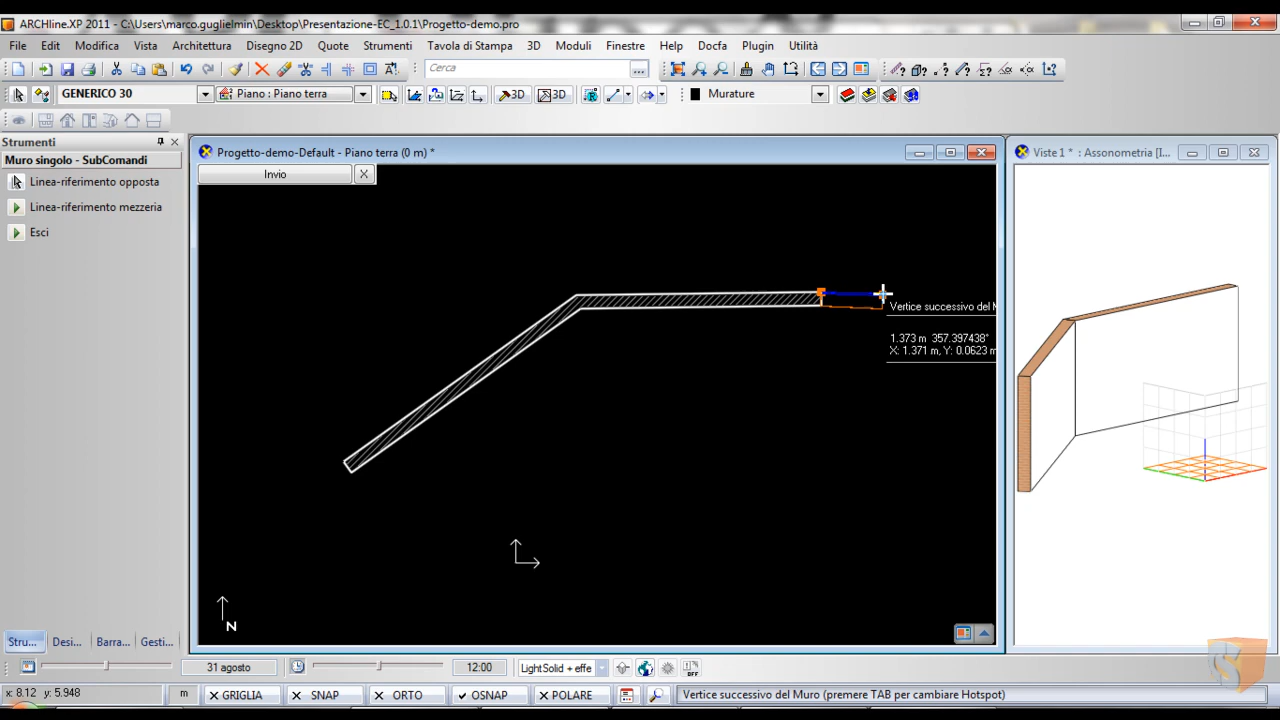 ARCHline.XP 2011 - C:\Users\marco.guglielmin\Desktop\Presentazione-EC_1.0.1\Progetto-demo.pro
File Edit Modifica Vista Architettura Disegno 2D Quote Strumenti Tavola di Stampa 3D Moduli Finestre Help Docfa Plugin Utilità
Cerca
GENERICO 30 Piano : Piano terra 3D 3D Murature
Strumenti
Muro singolo - SubComandi
Linea-riferimento opposta
Linea-riferimento mezzeria
Esci
Progetto-demo-Default - Piano terra (0 m) *
Invio X
Vertice successivo del M
1.373 m 357.397438°
X: 1.371 m, Y: 0.0623 m
N
Viste 1 * : Assonometria [I...
Stru... Desi... Barra... Gesti...
31 agosto 12:00 LightSolid + effe OFF
x: 8.12 y: 5.948 m GRIGLIA SNAP ORTO OSNAP POLARE Vertice successivo del Muro (premere TAB per cambiare Hotspot)